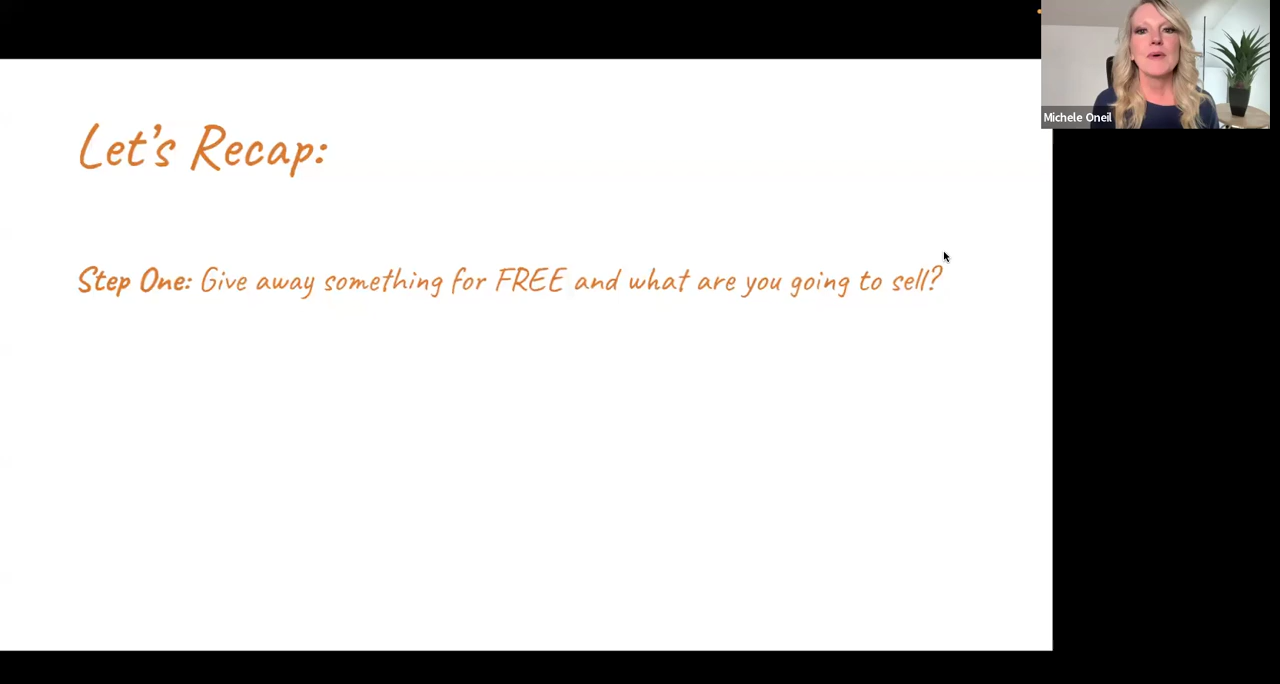 Michele Oneil
Let's Recap:
Step One: Give away something for FREE and what are you going to sell?